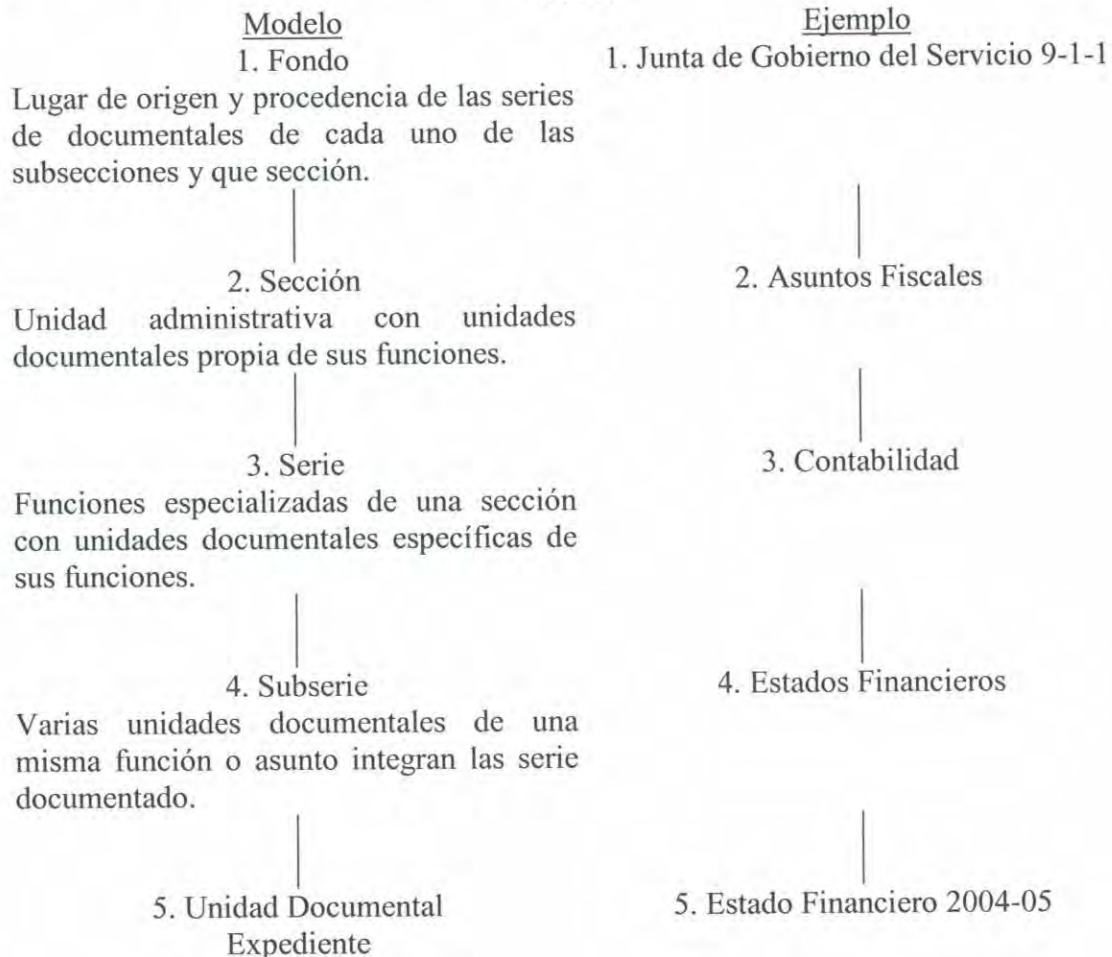 Modelo
1. Fondo
Lugar de origen y procedencia de las series
de documentales de cada uno de las
subsecciones y que sección.
2. Sección
Unidad administrativa con unidades
documentales propia de sus funciones.
3. Serie
Funciones especializadas de una sección
con unidades documentales específicas de
sus funciones.
4. Subserie
Varias unidades documentales de una
misma función o asunto integran las serie
documentado.
5. Unidad Documental
Expediente
Ejemplo
1. Junta de Gobierno del Servicio 9-1-1
2. Asuntos Fiscales
3. Contabilidad
4. Estados Financieros
5. Estado Financiero 2004-05